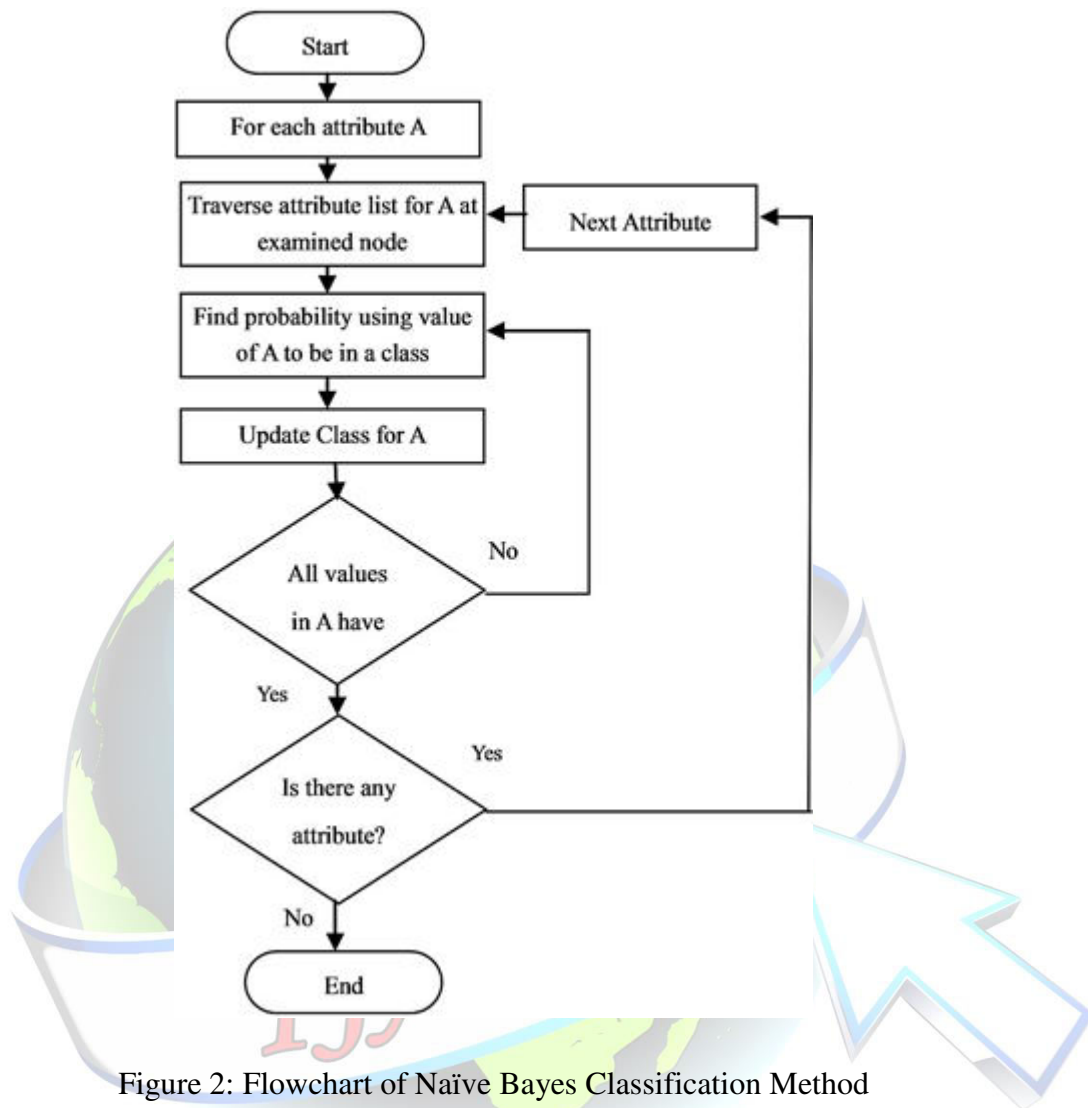 Start
For each attribute A
Traverse attribute list for A at
examined node
Next Attribute
Find probability using value
of A to be in a class
Update Class for A
No
All values
in A have
Yes
Yes
Is there any
attribute?
No
End
Figure 2: Flowchart of Naïve Bayes Classification Method